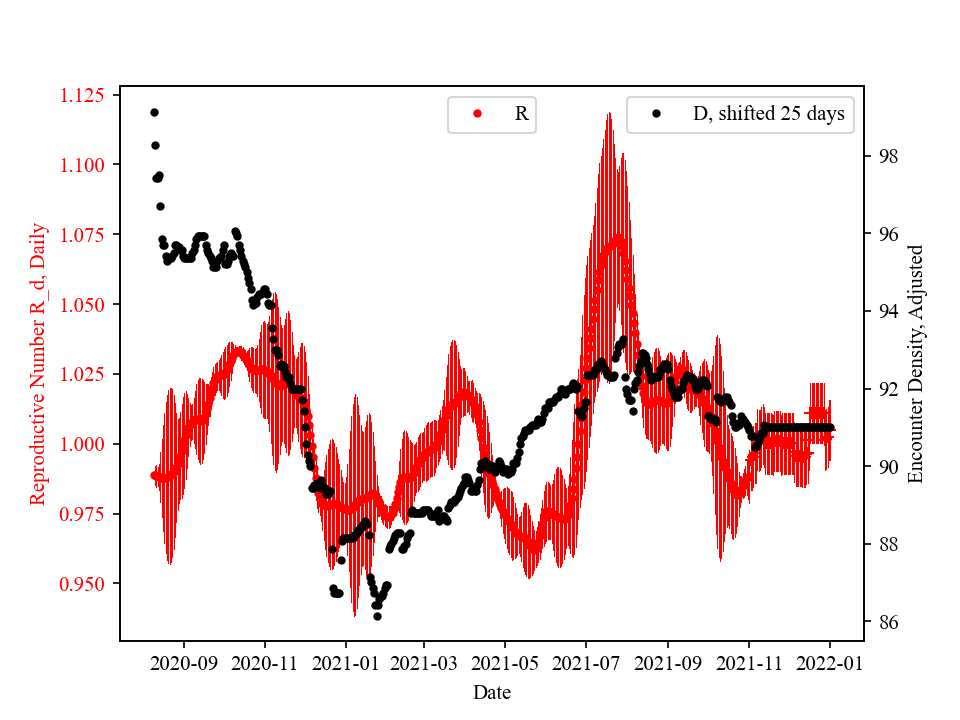 R
D, shifted 25 days
1.125
1.100
1.075
1.050
1.025
1.000
0.975
0.950
Reproductive Number R_d, Daily
98
96
94
92
90
88
86
Encounter Density, Adjusted
2020-09 2020-11 2021-01 2021-03 2021-05 2021-07 2021-09 2021-11 2022-01
Date